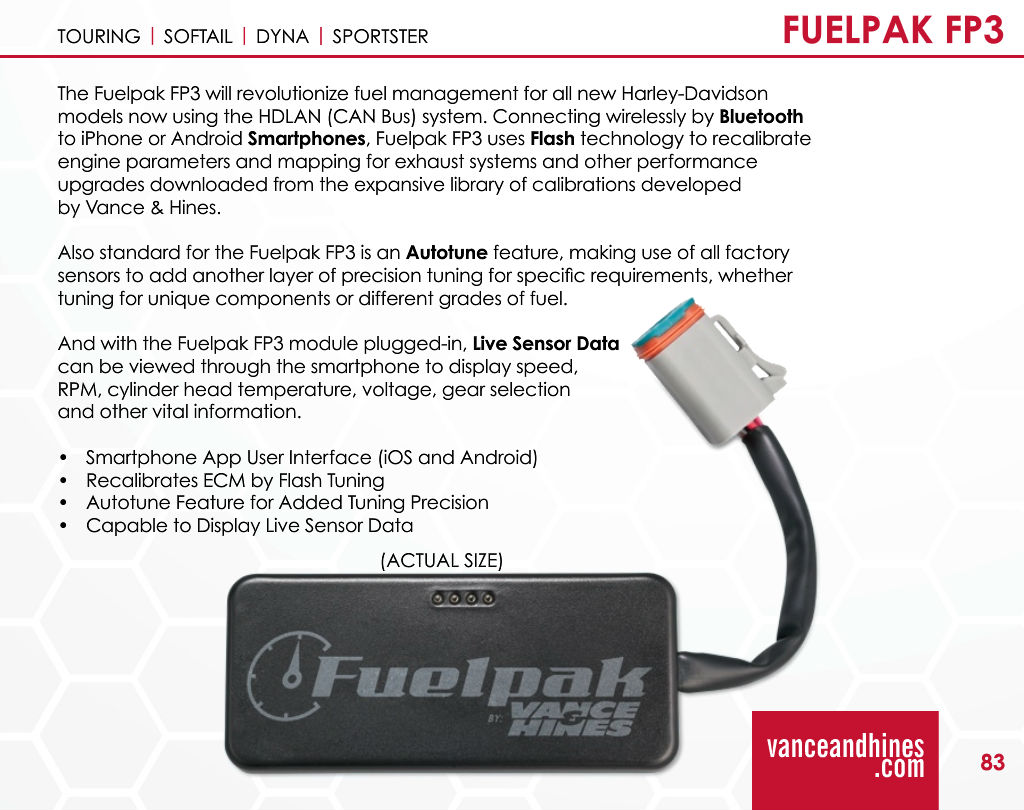 TOURING | SOFTAIL | DYNA | SPORTSTER
FUELPAK FP3
The Fuelpak FP3 will revolutionize fuel management for all new Harley-Davidson
models now using the HDLAN (CAN Bus) system. Connecting wirelessly by Bluetooth
to iPhone or Android Smartphones, Fuelpak FP3 uses Flash technology to recalibrate
engine parameters and mapping for exhaust systems and other performance
upgrades downloaded from the expansive library of calibrations developed
by Vance & Hines.
Also standard for the Fuelpak FP3 is an Autotune feature, making use of all factory
sensors to add another layer of precision tuning for specific requirements, whether
tuning for unique components or different grades of fuel.
And with the Fuelpak FP3 module plugged-in, Live Sensor Data
can be viewed through the smartphone to display speed,
RPM, cylinder head temperature, voltage, gear selection
and other vital information.
• Smartphone App User Interface (iOS and Android)
• Recalibrates ECM by Flash Tuning
• Autotune Feature for Added Tuning Precision
• Capable to Display Live Sensor Data
(ACTUAL SIZE)
Fuelpak
BY: VANCE
& HINES
vanceandhines
.com
83